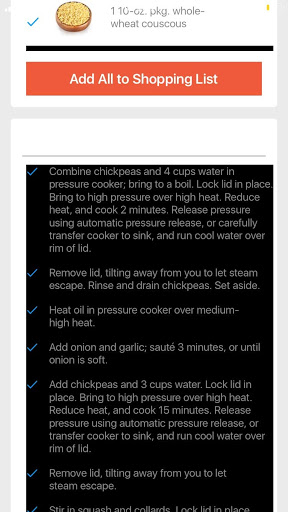 1 10-oz. pkg. whole-
wheat couscous
Add All to Shopping List
Combine chickpeas and 4 cups water in
pressure cooker; bring to a boil. Lock lid in place.
Bring to high pressure over high heat. Reduce
heat, and cook 2 minutes. Release pressure
using automatic pressure release, or carefully
transfer cooker to sink, and run cool water over
rim of lid.
Remove lid, tilting away from you to let steam
escape. Rinse and drain chickpeas. Set aside.
Heat oil in pressure cooker over medium-
high heat.
Add onion and garlic; sauté 3 minutes, or until
onion is soft.
Add chickpeas and 3 cups water. Lock lid in
place. Bring to high pressure over high heat.
Reduce heat, and cook 15 minutes. Release
pressure using automatic pressure release, or
transfer cooker to sink, and run cool water over
rim of lid.
Remove lid, tilting away from you to let
steam escape.
Stir in squash and collards. Lock lid in place.